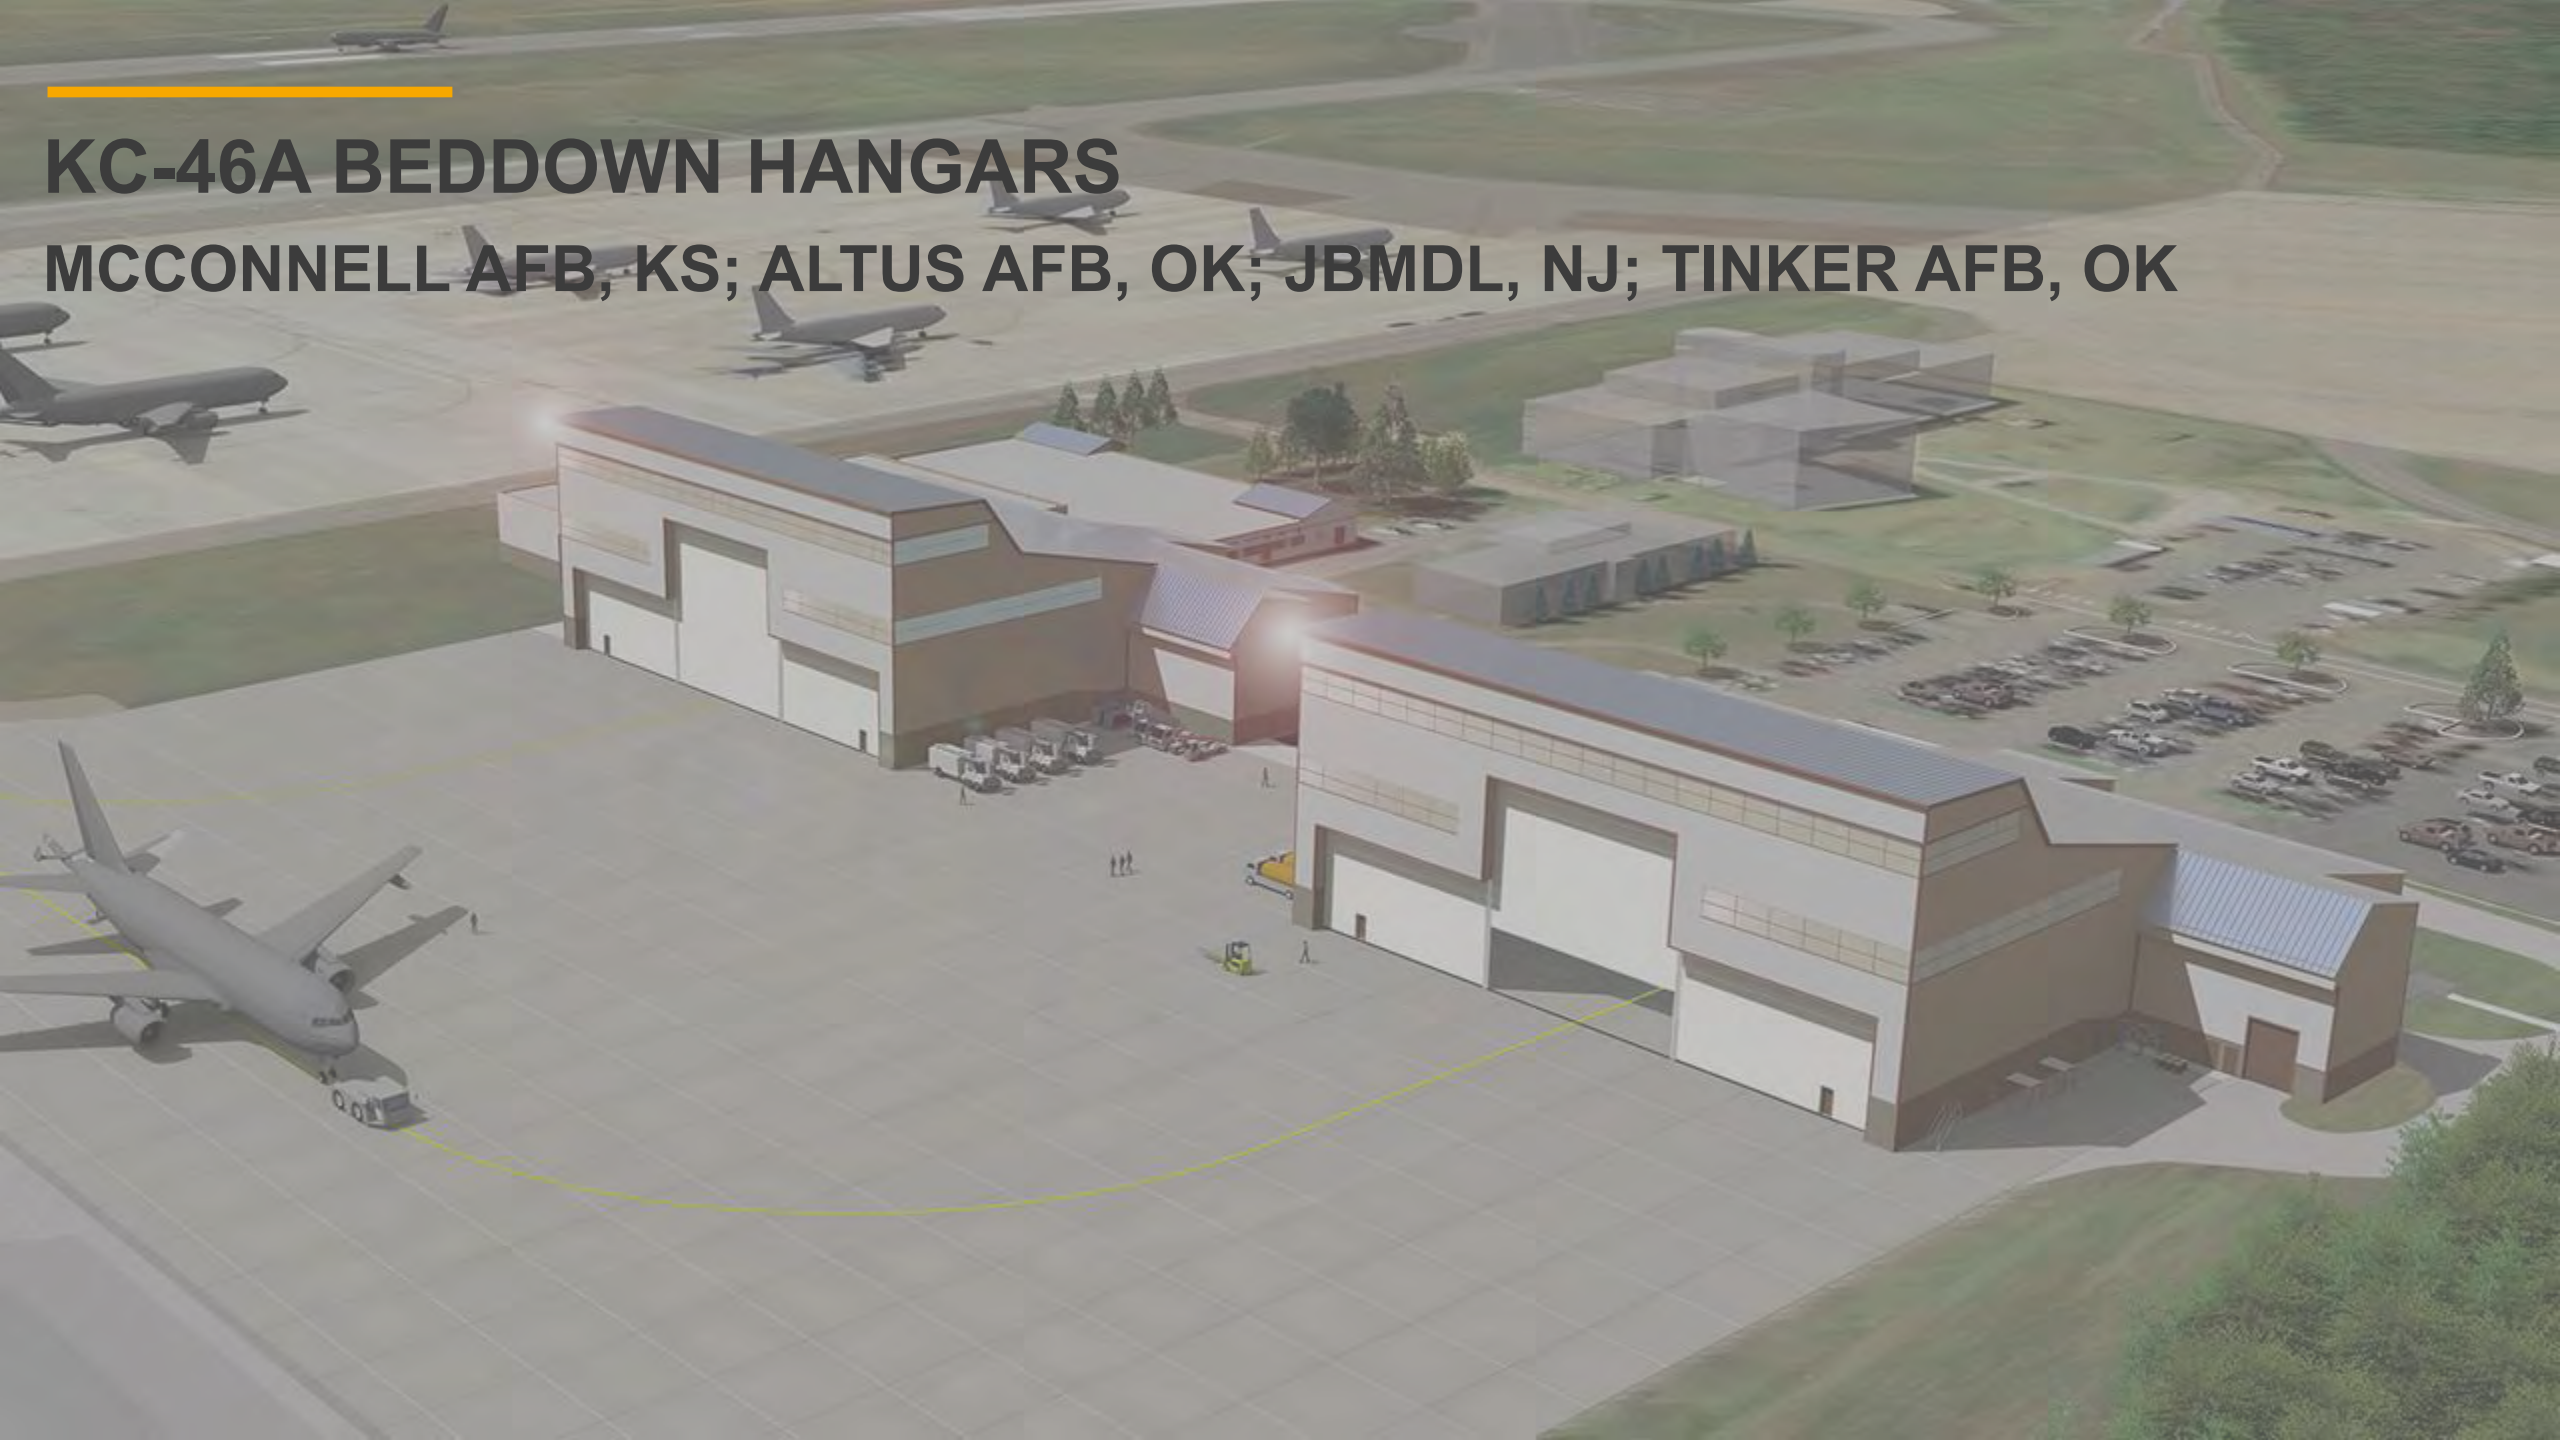 KC-46A BEDDOWN HANGARS
MCCONNELL AFB, KS; ALTUS AFB, OK; JBMDL, NJ; TINKER AFB, OK